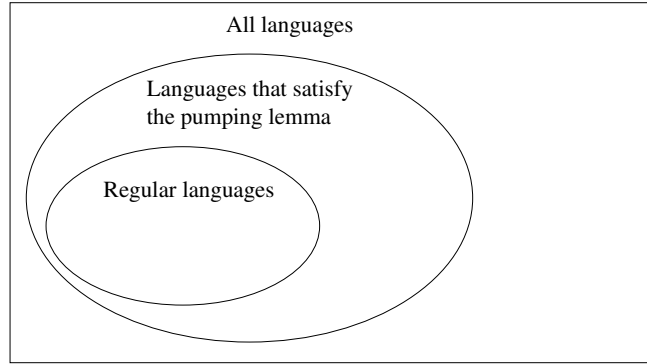 All languages
Languages that satisfy
the pumping lemma
Regular languages